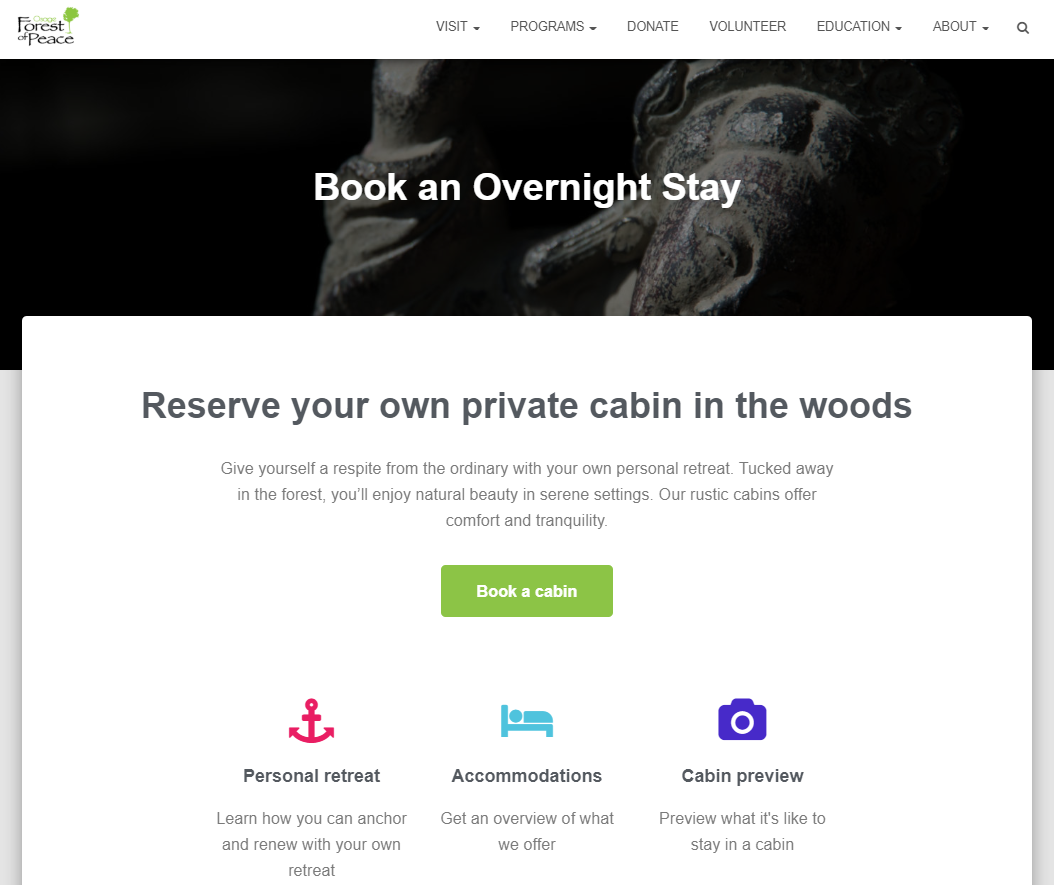 Osage
Forest
of Peace
VISIT
PROGRAMS
DONATE
VOLUNTEER
EDUCATION
ABOUT
Book an Overnight Stay
Reserve your own private cabin in the woods
Give yourself a respite from the ordinary with your own personal retreat. Tucked away
in the forest, you’ll enjoy natural beauty in serene settings. Our rustic cabins offer
comfort and tranquility.
Book a cabin
Personal retreat
Learn how you can anchor
and renew with your own
retreat
Accommodations
Get an overview of what
we offer
Cabin preview
Preview what it's like to
stay in a cabin